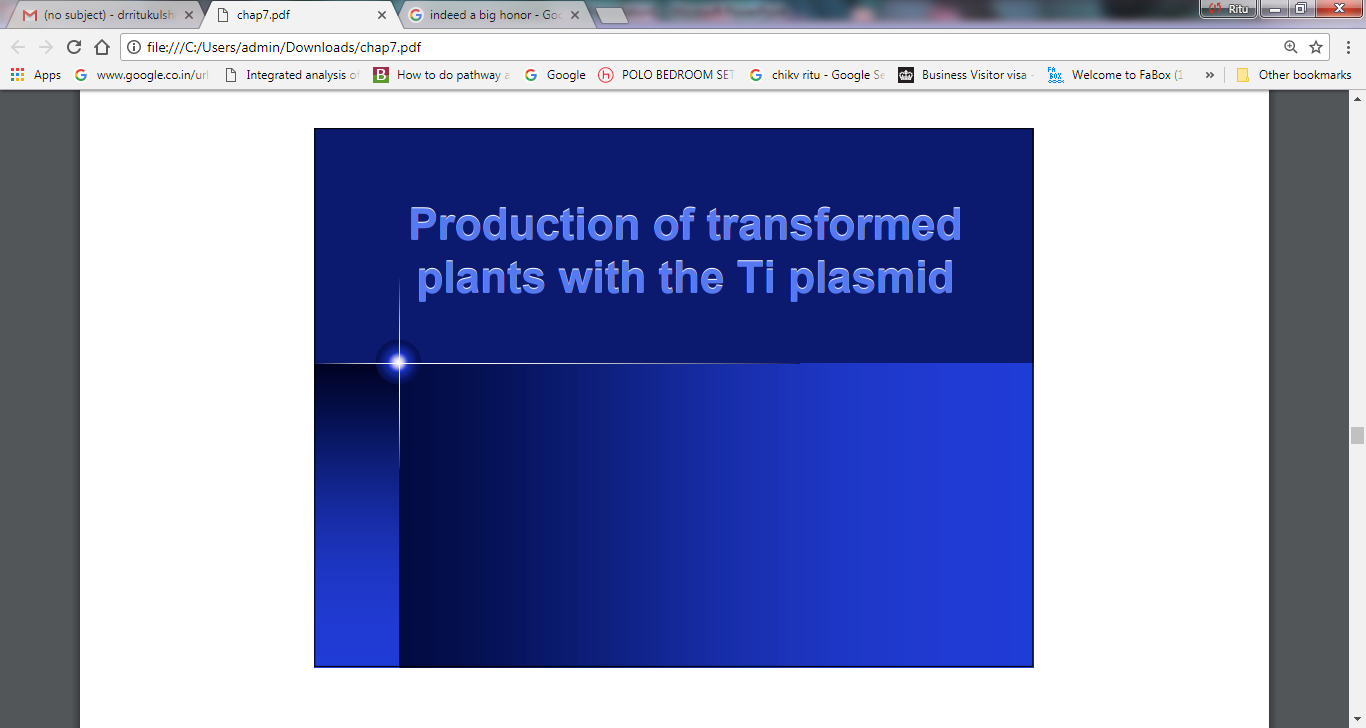 (no subject) - drritukulsh
chap7.pdf
indeed a big honor - Goo
Ritu
file:///C:/Users/admin/Downloads/chap7.pdf
Apps
www.google.co.in/url
Integrated analysis of
How to do pathway a
Google
POLO BEDROOM SET
chikv ritu - Google Se
Business Visitor visa -
Welcome to FaBox (1
»
Other bookmarks
Production of transformed
plants with the Ti plasmid